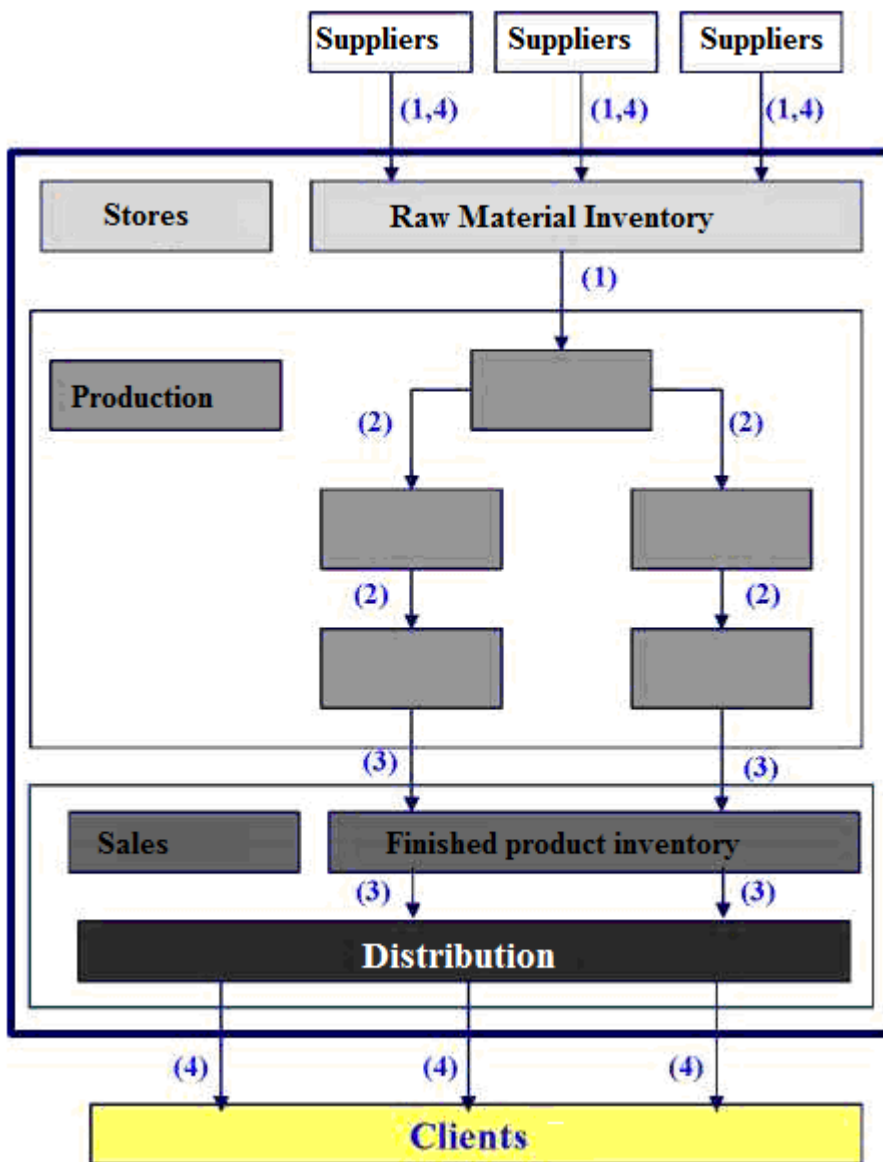 Suppliers Suppliers Suppliers
(1,4) (1,4) (1,4)
Stores Raw Material Inventory
(1)
Production
(2) (2)
(2) (2)
(3) (3)
Sales Finished product inventory
(3) (3)
Distribution
(4) (4) (4)
Clients